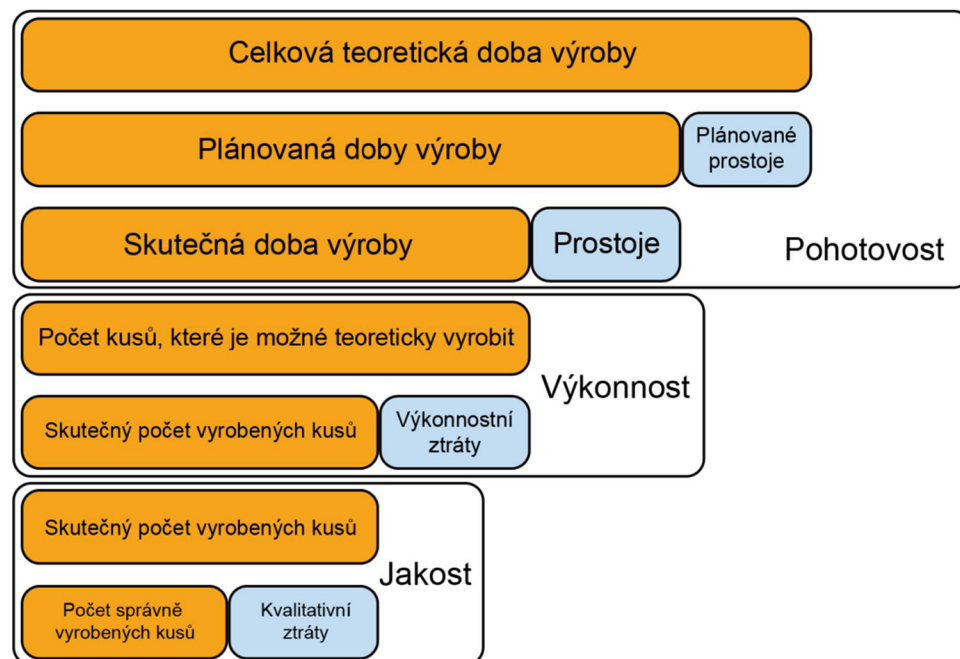 Celková teoretická doba výroby
Plánovaná doby výroby
Plánované
prostoje
Skutečná doba výroby
Prostoje
Pohotovost
Počet kusů, které je možné teoreticky vyrobit
Výkonnost
Skutečný počet vyrobených kusů
Výkonnostní
ztráty
Skutečný počet vyrobených kusů
Jakost
Počet správně
vyrobených kusů
Kvalitativní
ztráty